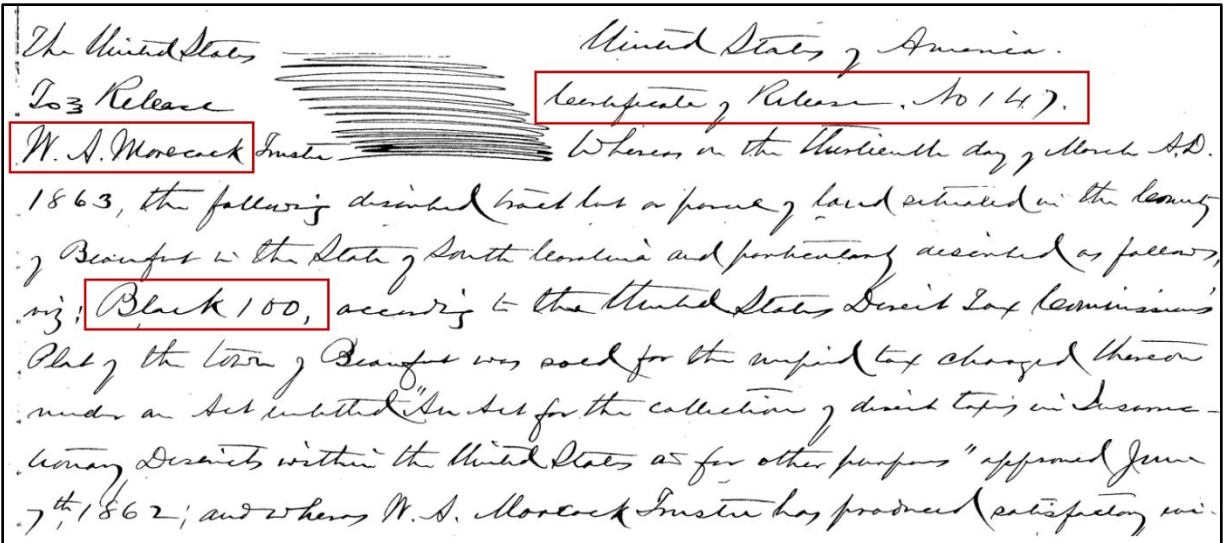 The United States United States of America.
To Release Certificate of Release. No 147.
W. A. Morecock Trustee Whereas on the thirtieenth day of March A.D.
1863, the following described tract lot or parcel of land situated in the County
of Beaufort in the State of South Carolina and particularly described as follows,
viz; Block 100, according to the United States Direct Tax Commission's
Plat of the town of Beaufort was sold for the unpaid tax charged thereon
under an Act entitled "An Act for the collection of direct taxes in Insurrec-
tionary Districts within the United States and for other purposes" approved June
7th, 1862; and whereas W. A. Morecock Trustee has produced satisfactory evi-